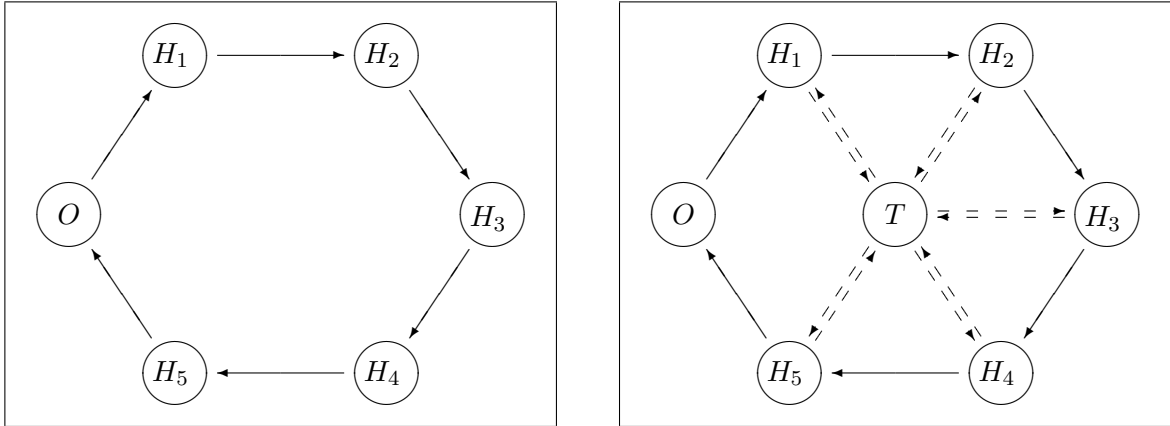 H₁ H₂ H₁ H₂
O H₃ O T H₃
H₅ H₄ H₅ H₄